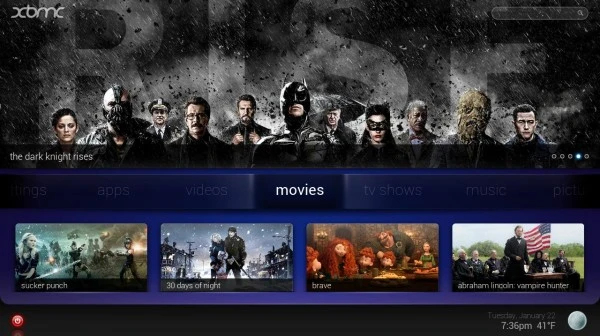 xbmc
RISE
the dark knight rises
tings apps videos movies tv shows music pictu
sucker punch
30 days of night
brave
abraham lincoln: vampire hunter
Tuesday, January 22
7:36pm 41°F